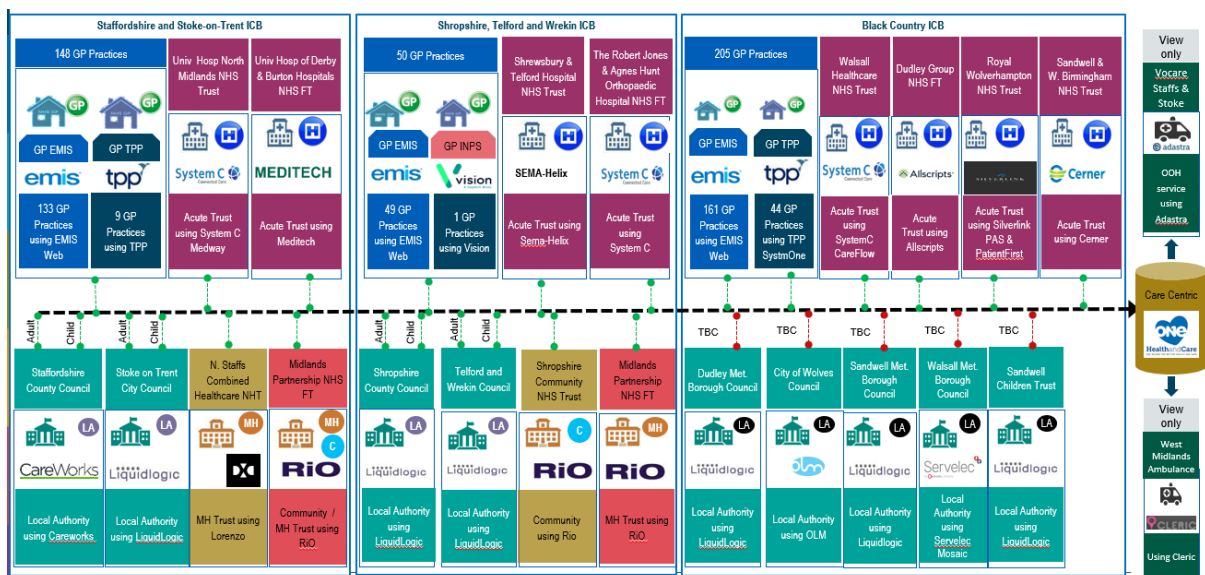 Staffordshire and Stoke-on-Trent ICB
148 GP Practices
GP
GP
GP EMIS
GP TPP
emis
tpp
133 GP
Practices
using EMIS
Web
9 GP
Practices
using TPP
Univ Hosp North
Midlands NHS
Trust
H
System C
Connected Care
Acute Trust
using System C
Medway
Univ Hosp of Derby
& Burton Hospitals
NHS FT
H
MEDITECH
Acute Trust using
Meditech
Adult
Child
Adult
Child
Staffordshire
County Council
LA
CareWorks
Local Authority
using Careworks
Stoke on Trent
City Council
LA
Liquidlogic
Local Authority
using LiquidLogic
N. Staffs
Combined
Healthcare NHT
MH
DXC
MH Trust using
Lorenzo
Midlands
Partnership NHS
FT
MH
C
RiO
Community /
MH Trust using
RiO
Shropshire, Telford and Wrekin ICB
50 GP Practices
GP
GP
GP EMIS
GP INPS
emis
vision
49 GP
Practices
using EMIS
Web
1 GP
Practices
using Vision
Shrewsbury &
Telford Hospital
NHS Trust
H
SEMA-Helix
Acute Trust using
Sema-Helix
The Robert Jones
& Agnes Hunt
Orthopaedic
Hospital NHS FT
H
System C
Connected Care
Acute Trust
using
System C
Adult
Child
Adult
Child
Shropshire
County Council
LA
Liquidlogic
Local Authority
using
LiquidLogic
Telford and
Wrekin Council
LA
Liquidlogic
Local Authority
using
LiquidLogic
Shropshire
Community
NHS Trust
C
RiO
Community
using Rio
Midlands
Partnership
NHS FT
MH
RiO
MH Trust using
RiO
Black Country ICB
205 GP Practices
GP
GP
GP EMIS
GP TPP
emis
tpp
161 GP
Practices
using EMIS
Web
44 GP
Practices
using TPP
SystmOne
Walsall
Healthcare
NHS Trust
H
System C
Connected Care
Acute Trust
using
SystemC
CareFlow
Dudley Group
NHS FT
H
Allscripts
Acute
Trust using
Allscripts
Royal
Wolverhampton
NHS Trust
H
SILVERLINK
Acute Trust
using Silverlink
PAS &
PatientFirst
Sandwell &
W. Birmingham
NHS Trust
H
Cerner
Acute Trust
using Cerner
TBC
TBC
TBC
TBC
Dudley Met.
Borough Council
LA
Liquidlogic
Local Authority
using
LiquidLogic
City of Wolves
Council
LA
olm
Local Authority
using OLM
Sandwell Met.
Borough
Council
LA
Liquidlogic
Local Authority
using
Liquidlogic
Walsall Met.
Borough
Council
LA
Servelec
Local
Authority using
Servelec
Mosaic
Sandwell
Children Trust
LA
Liquidlogic
Local Authority
using
LiquidLogic
View
only
Vocare
Staffs &
Stoke
adastra
OOH
service
using
Adastra
Care Centric
ONE
HealthandCare
View
only
West
Midlands
Ambulance
CLERIC
Using Cleric